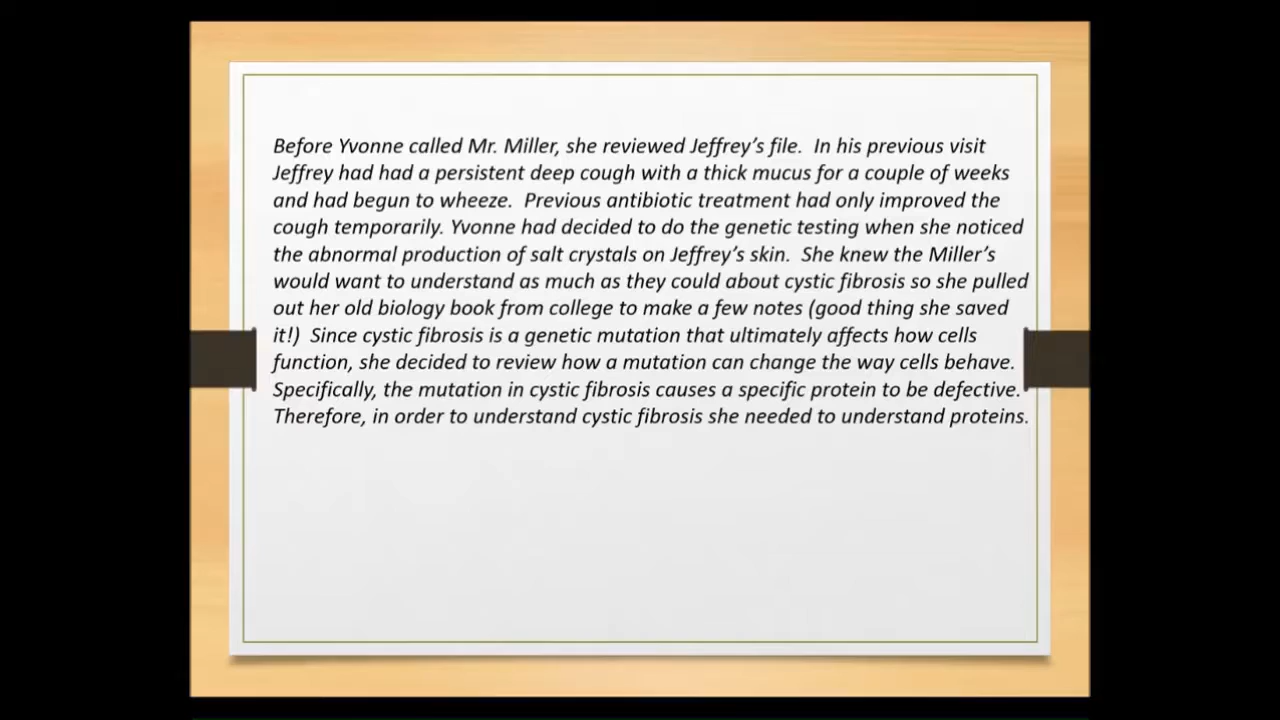 Before Yvonne called Mr. Miller, she reviewed Jeffrey's file.  In his previous visit
Jeffrey had had a persistent deep cough with a thick mucus for a couple of weeks
and had begun to wheeze.  Previous antibiotic treatment had only improved the
cough temporarily. Yvonne had decided to do the genetic testing when she noticed
the abnormal production of salt crystals on Jeffrey's skin.  She knew the Miller's
would want to understand as much as they could about cystic fibrosis so she pulled
out her old biology book from college to make a few notes (good thing she saved
it!)  Since cystic fibrosis is a genetic mutation that ultimately affects how cells
function, she decided to review how a mutation can change the way cells behave.
Specifically, the mutation in cystic fibrosis causes a specific protein to be defective.
Therefore, in order to understand cystic fibrosis she needed to understand proteins.